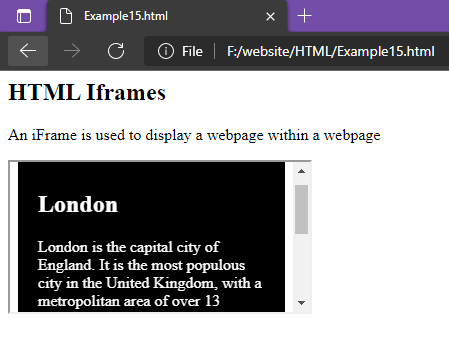 Example15.html
File F:/website/HTML/Example15.html
HTML Iframes
An iFrame is used to display a webpage within a webpage
London
London is the capital city of
England. It is the most populous
city in the United Kingdom, with a
metropolitan area of over 13